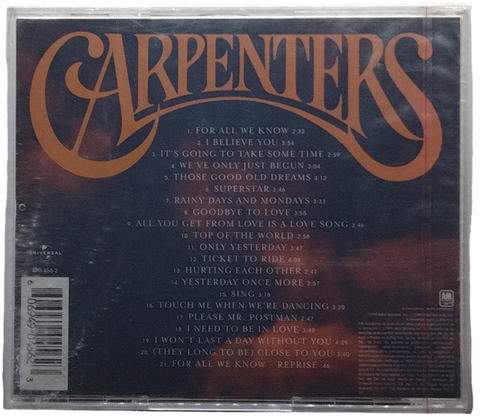 CARPENTERS
1. FOR ALL WE KNOW 2:32
2. I BELIEVE YOU 3:54
3. IT'S GOING TO TAKE SOME TIME 2:59
4. WE'VE ONLY JUST BEGUN 3:04
5. THOSE GOOD OLD DREAMS 4:12
6. SUPERSTAR 3:46
7. RAINY DAYS AND MONDAYS 3:33
8. GOODBYE TO LOVE 3:55
9. ALL YOU GET FROM LOVE IS A LOVE SONG 3:46
10. TOP OF THE WORLD 2:58
11. ONLY YESTERDAY 3:47
12. TICKET TO RIDE 4:09
13. HURTING EACH OTHER 2:47
14. YESTERDAY ONCE MORE 3:57
15. SING 3:18
16. TOUCH ME WHEN WE'RE DANCING 3:20
17. PLEASE MR. POSTMAN 2:47
18. I NEED TO BE IN LOVE 3:49
19. I WON'T LAST A DAY WITHOUT YOU 4:29
20. (THEY LONG TO BE) CLOSE TO YOU 3:40
21. FOR ALL WE KNOW - REPRISE :46
UNIVERSAL
A&M